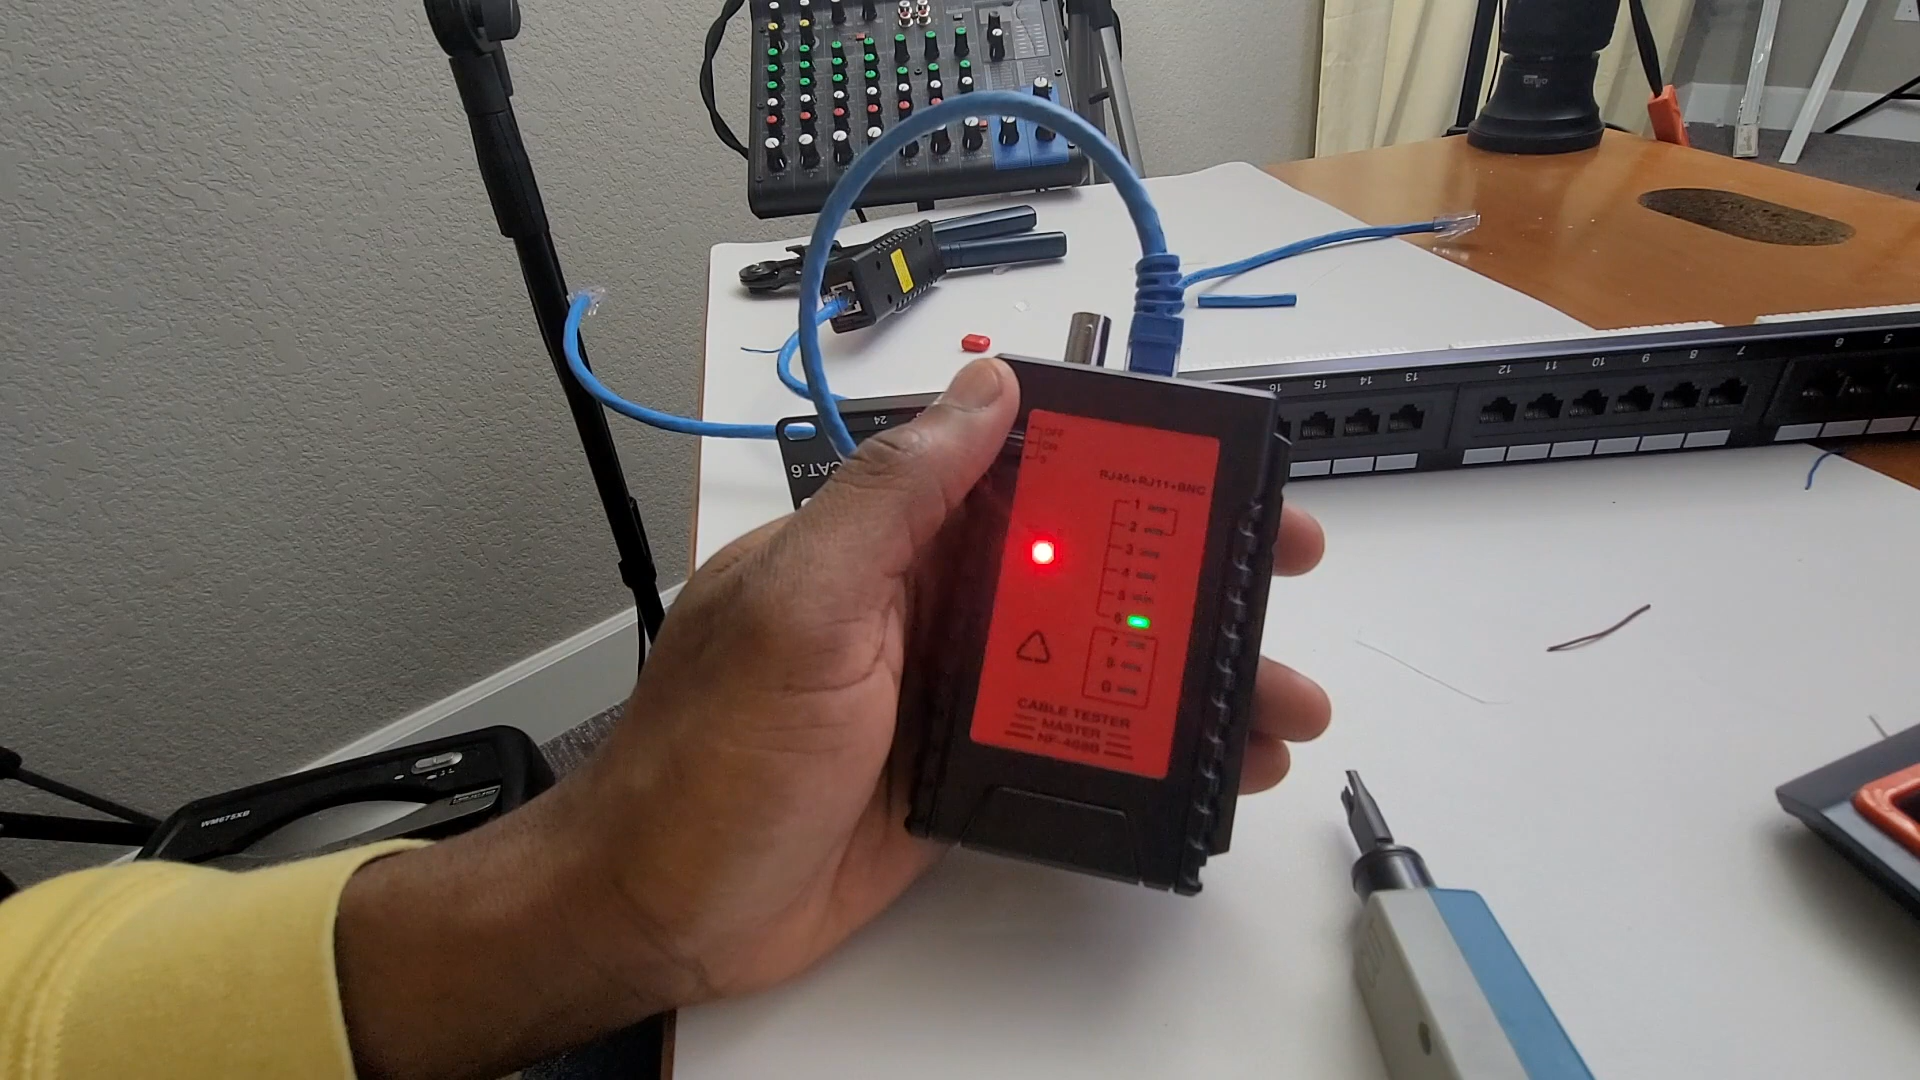 OFF
ON
S
RJ45+RJ11+BNC
1
2
3
4
5
6
7
8
G
CABLE TESTER
MASTER
NF-468B
24
CAT.6
16 15 14 13
12 11 10 9 8 7
6 5
WM675XB